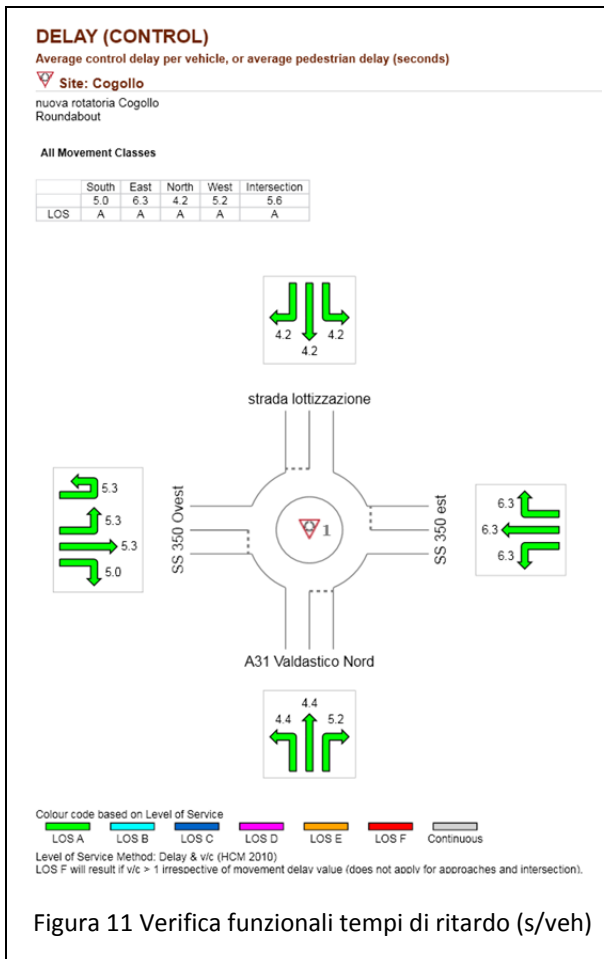 DELAY (CONTROL)
Average control delay per vehicle, or average pedestrian delay (seconds)
Site: Cogollo
nuova rotatoria Cogollo
Roundabout
All Movement Classes
South East North West Intersection
5.0 6.3 4.2 5.2 5.6
LOS A A A A A
4.2 4.2
4.2
strada lottizzazione
5.3
5.3
5.3
5.0
SS 350 Ovest
1
SS 350 est
6.3
6.3
6.3
A31 Valdastico Nord
4.4
4.4 5.2
Colour code based on Level of Service
LOS A LOS B LOS C LOS D LOS E LOS F Continuous
Level of Service Method: Delay & v/c (HCM 2010)
LOS F will result if v/c > 1 irrespective of movement delay value (does not apply for approaches and intersection).
Figura 11 Verifica funzionali tempi di ritardo (s/veh)